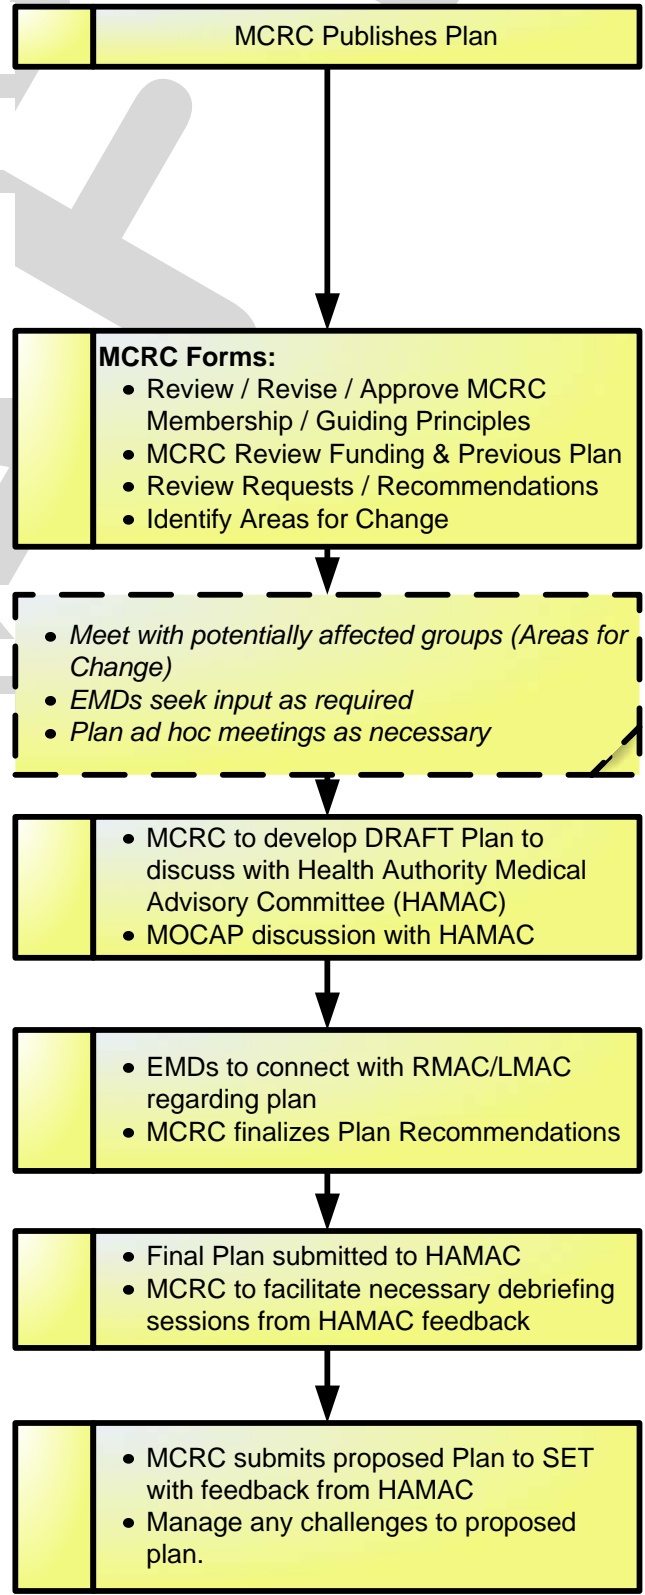 MCRC Publishes Plan
MCRC Forms:
• Review / Revise / Approve MCRC
Membership / Guiding Principles
• MCRC Review Funding & Previous Plan
• Review Requests / Recommendations
• Identify Areas for Change
• Meet with potentially affected groups (Areas for
Change)
• EMDs seek input as required
• Plan ad hoc meetings as necessary
• MCRC to develop DRAFT Plan to
discuss with Health Authority Medical
Advisory Committee (HAMAC)
• MOCAP discussion with HAMAC
• EMDs to connect with RMAC/LMAC
regarding plan
• MCRC finalizes Plan Recommendations
• Final Plan submitted to HAMAC
• MCRC to facilitate necessary debriefing
sessions from HAMAC feedback
• MCRC submits proposed Plan to SET
with feedback from HAMAC
• Manage any challenges to proposed
plan.